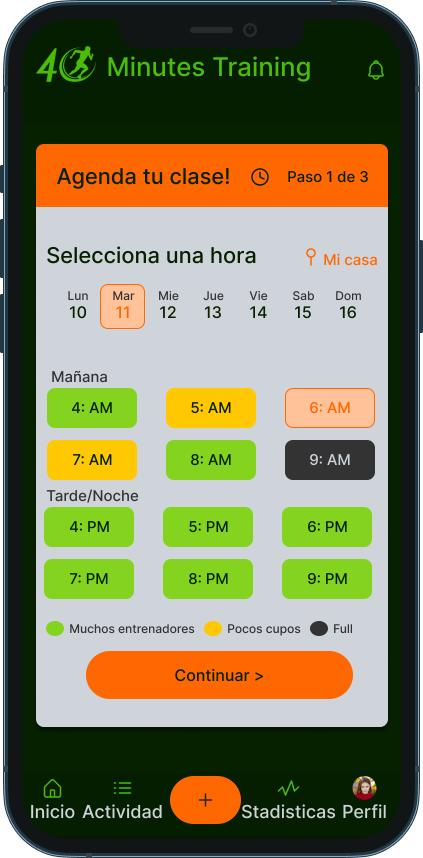 40 Minutes Training
Agenda tu clase! Paso 1 de 3
Selecciona una hora Mi casa
Lun Mar Mie Jue Vie Sab Dom
10 11 12 13 14 15 16
Mañana
4: AM 5: AM 6: AM
7: AM 8: AM 9: AM
Tarde/Noche
4: PM 5: PM 6: PM
7: PM 8: PM 9: PM
Muchos entrenadores Pocos cupos Full
Continuar >
+
Inicio Actividad Stadisticas Perfil